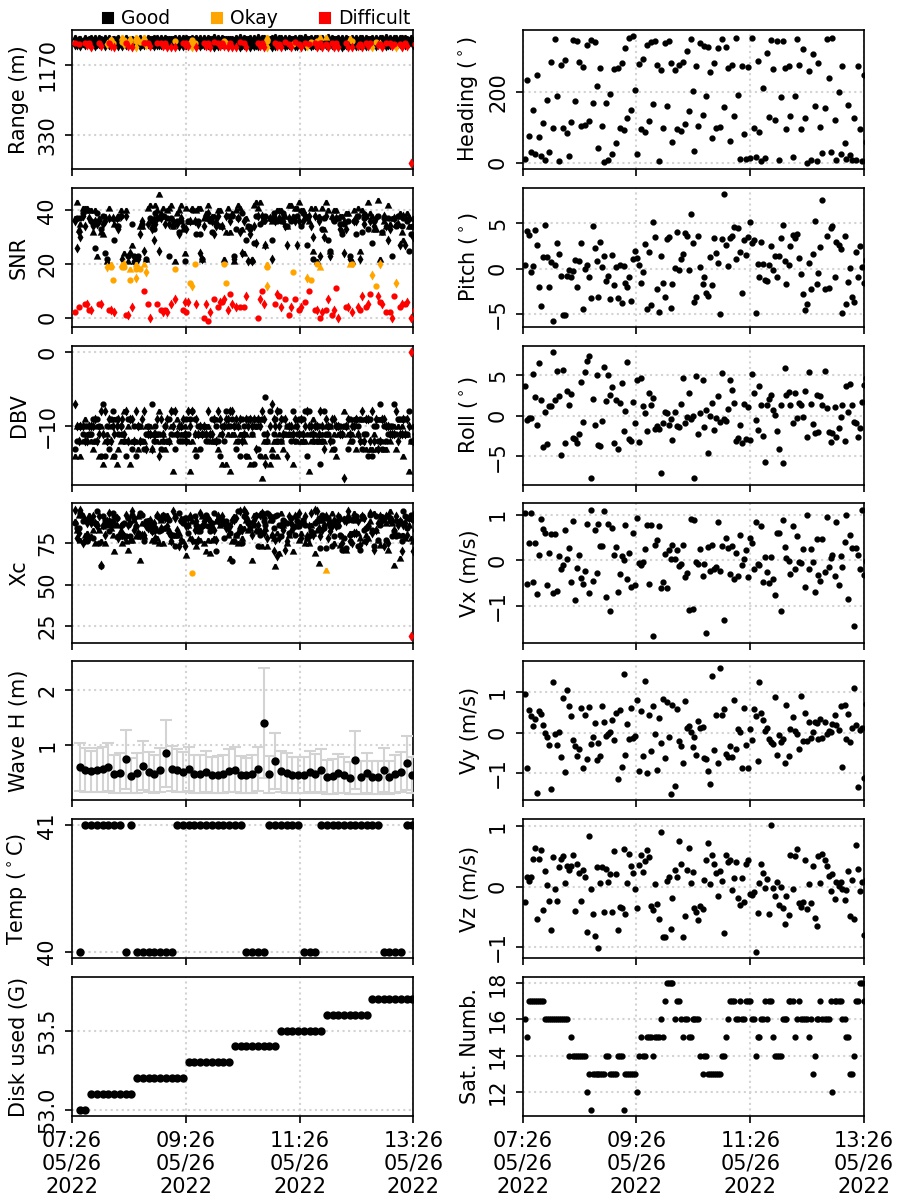 Good Okay Difficult
Range (m)
1170
330
Heading (°)
200
0
SNR
40
20
0
Pitch (°)
5
0
−5
DBV
0
−10
Roll (°)
5
0
−5
Xc
75
50
25
Vx (m/s)
1
0
−1
Wave H (m)
2
1
Vy (m/s)
1
0
−1
Temp (°C)
41
40
Vz (m/s)
1
0
−1
Disk used (G)
53.5
53.0
Sat. Numb.
18
16
14
12
07:26 09:26 11:26 13:26
05/26 05/26 05/26 05/26
2022 2022 2022 2022
07:26 09:26 11:26 13:26
05/26 05/26 05/26 05/26
2022 2022 2022 2022